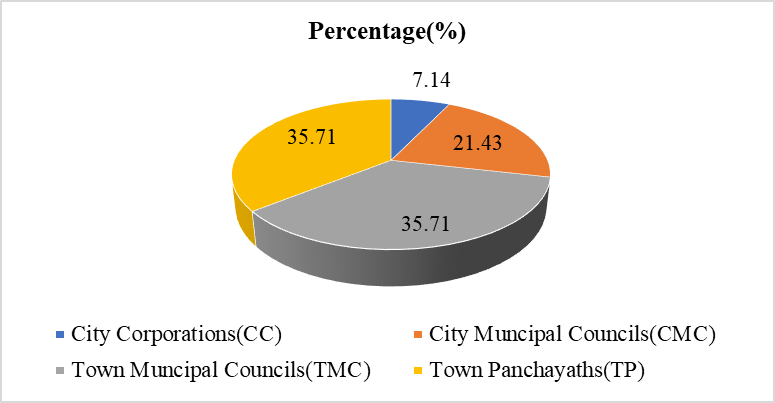 Percentage(%)
7.14
21.43
35.71
35.71
City Corporations(CC)
City Muncipal Councils(CMC)
Town Muncipal Councils(TMC)
Town Panchayaths(TP)